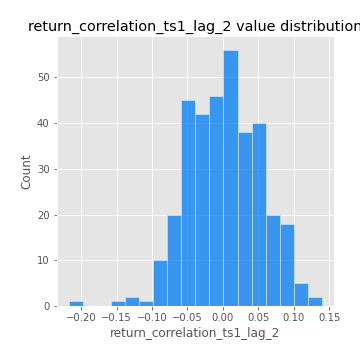 return_correlation_ts1_lag_2 value distribution
50
40
30
20
10
0
Count
−0.20 −0.15 −0.10 −0.05 0.00 0.05 0.10 0.15
return_correlation_ts1_lag_2